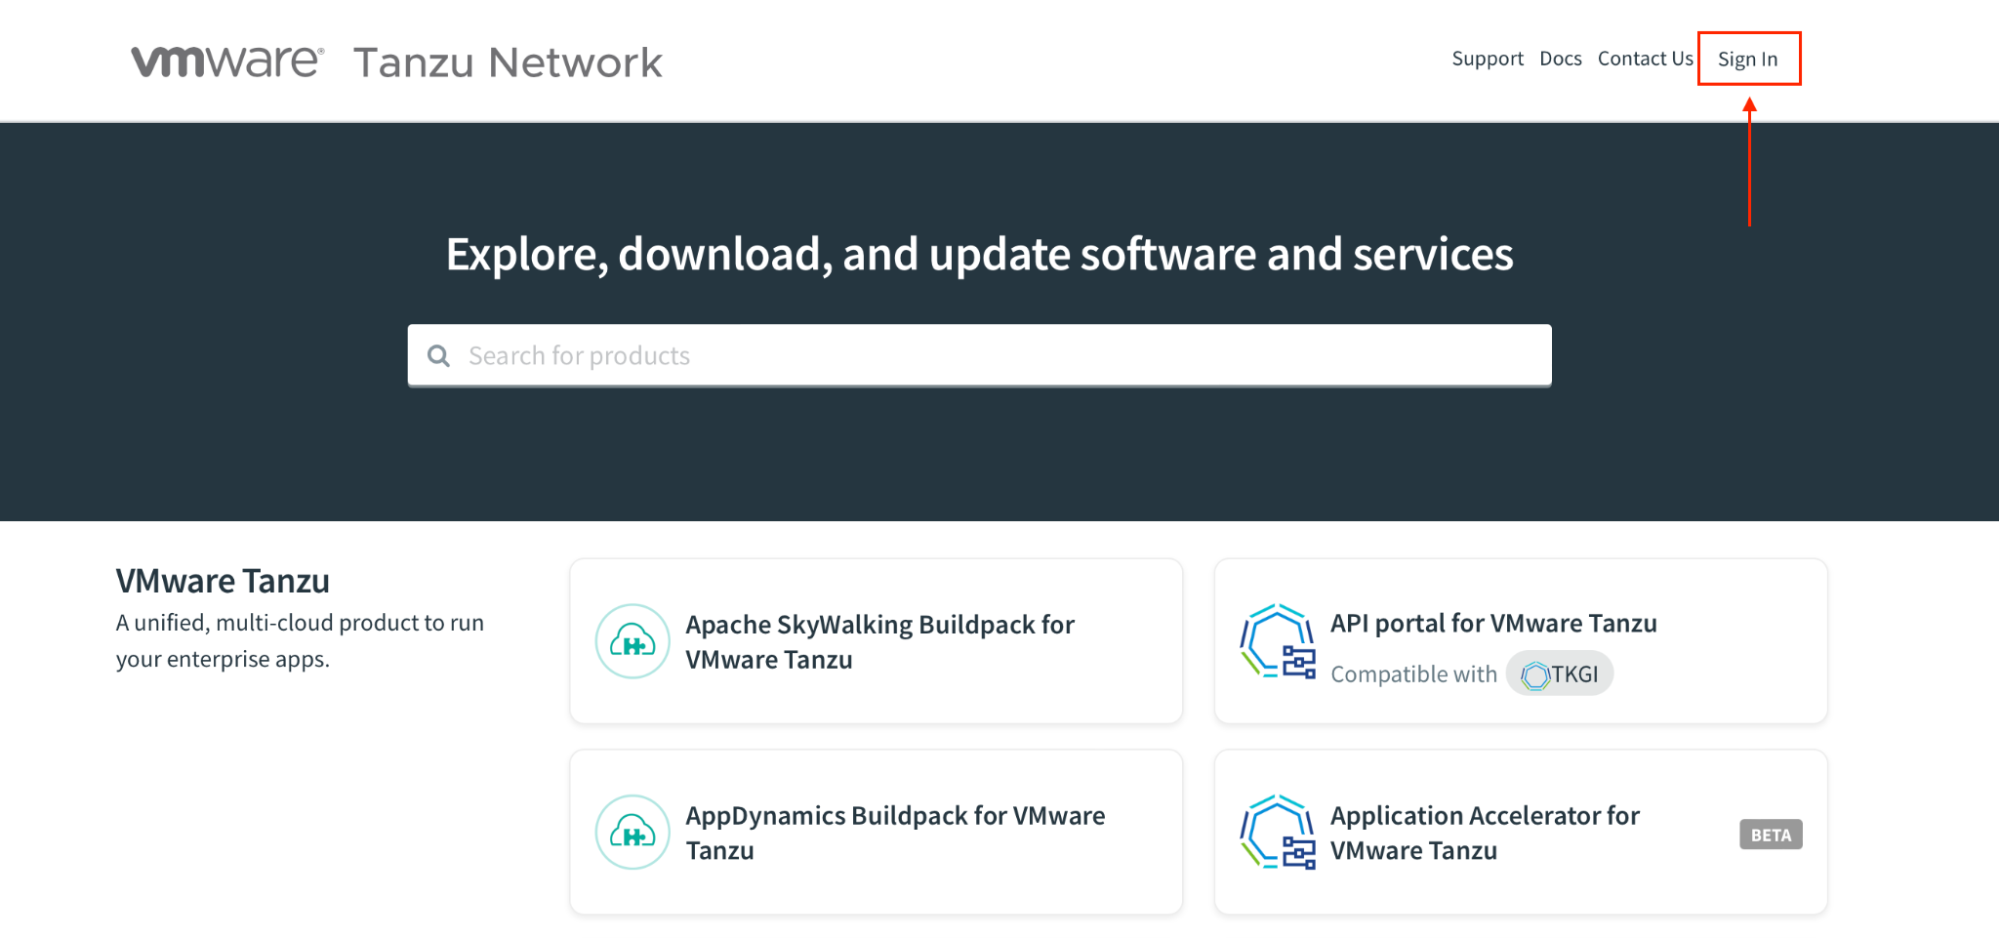 vmware® Tanzu Network
Support Docs Contact Us Sign In
Explore, download, and update software and services
Search for products
VMware Tanzu
A unified, multi-cloud product to run
your enterprise apps.
Apache SkyWalking Buildpack for
VMware Tanzu
API portal for VMware Tanzu
Compatible with TKGI
AppDynamics Buildpack for VMware
Tanzu
Application Accelerator for
VMware Tanzu
BETA